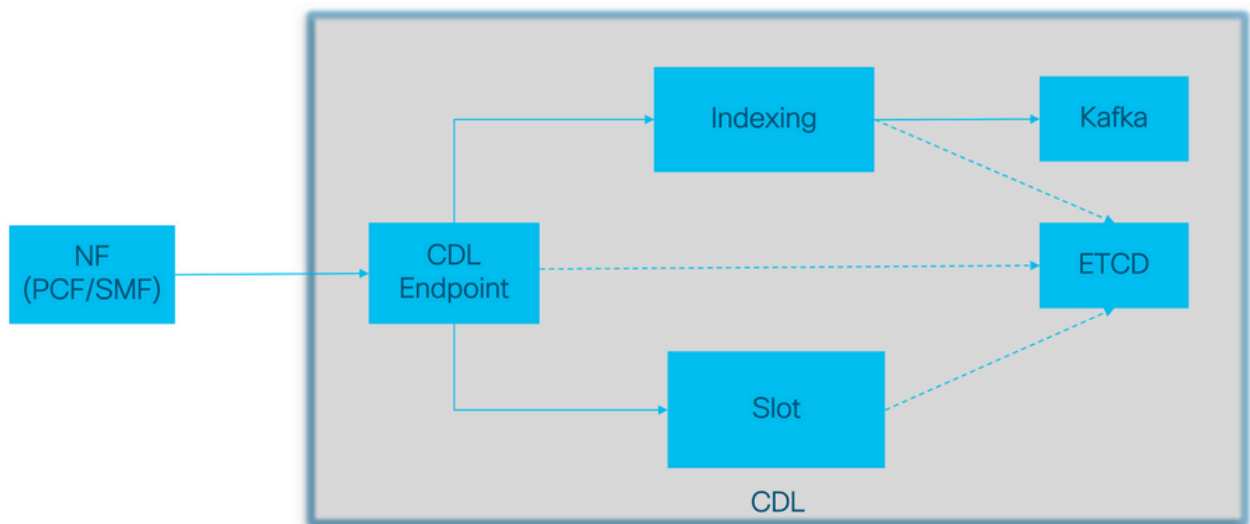 Indexing
Kafka
NF
(PCF/SMF)
CDL
Endpoint
ETCD
Slot
CDL